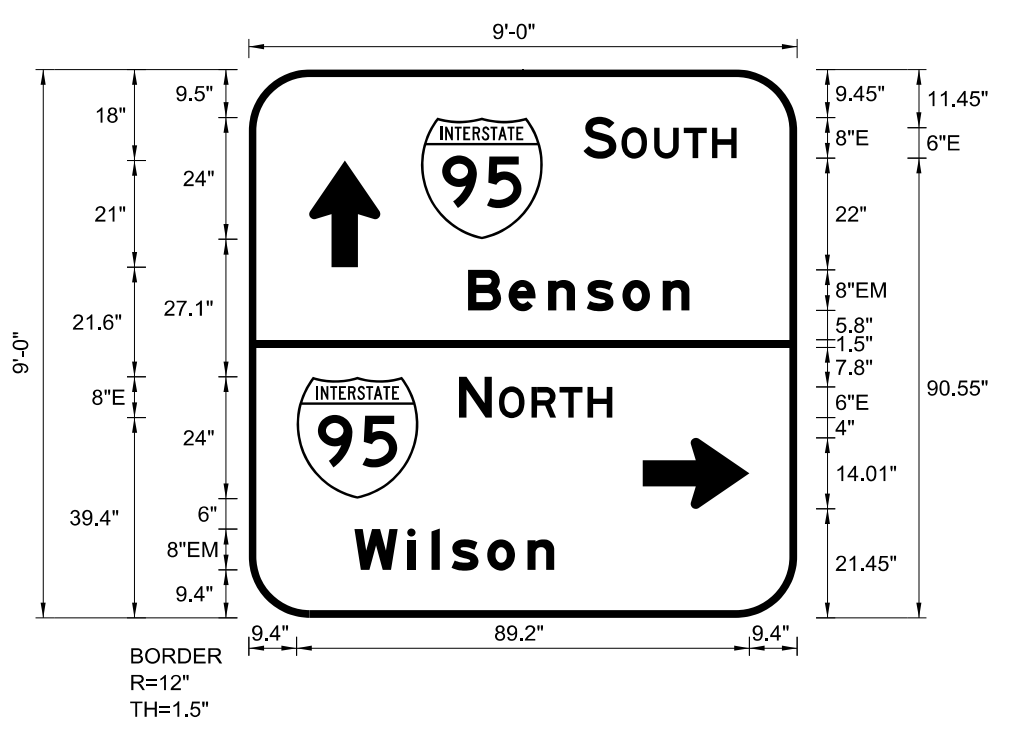 9'-0"
9.5"
9.45"
11.45"
18"
INTERSTATE
SOUTH
8"E
6"E
95
24"
21"
22"
Benson
8"EM
27.1"
21.6"
5.8"
1.5"
9'-0"
7.8"
INTERSTATE
NORTH
90.55"
8"E
6"E
4"
95
24"
14.01"
39.4"
6"
8"EM
Wilson
21.45"
9.4"
9.4"
89.2"
9.4"
BORDER
R=12"
TH=1.5"